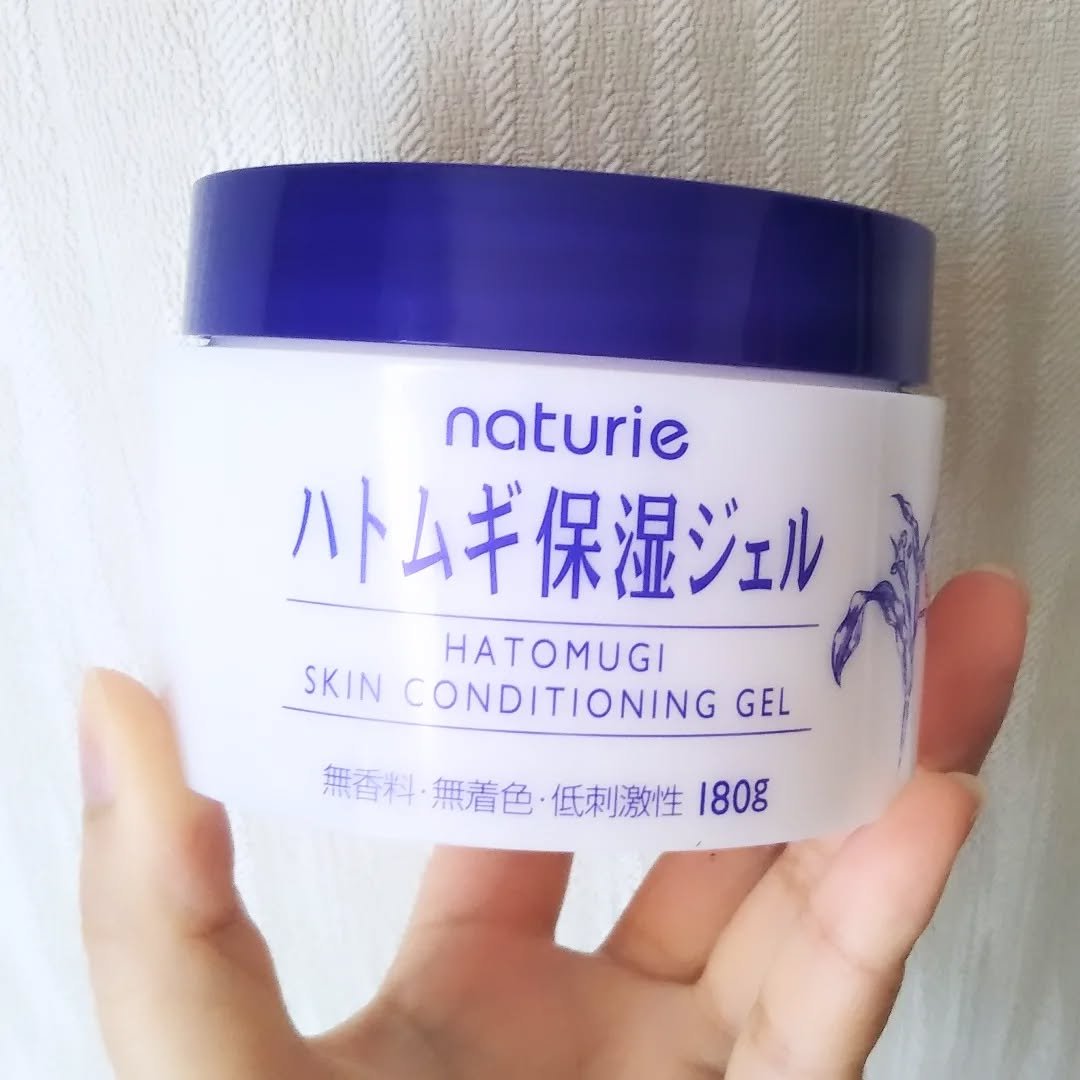 naturie
ハトムギ保湿ジェル
HATOMUGI
SKIN CONDITIONING GEL
無香料・無着色・低刺激性 180g